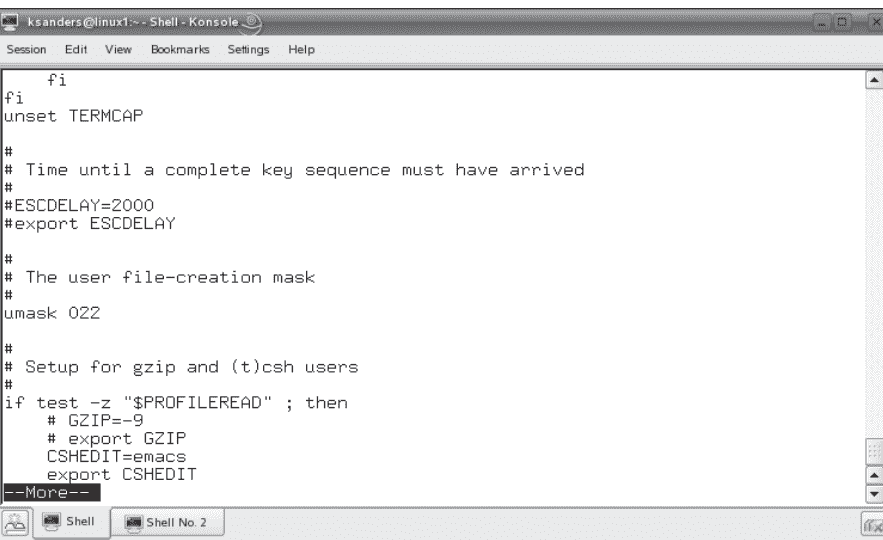 ksanders@linux1:~ - Shell - Konsole
Session Edit View Bookmarks Settings Help
    fi
fi
unset TERMCAP
#
# Time until a complete key sequence must have arrived
#
#ESCDELAY=2000
#export ESCDELAY
#
# The user file-creation mask
#
umask 022
#
# Setup for gzip and (t)csh users
#
if test -z "$PROFILEREAD" ; then
    # GZIP=-9
    # export GZIP
    CSHEDIT=emacs
    export CSHEDIT
--More--
Shell Shell No. 2